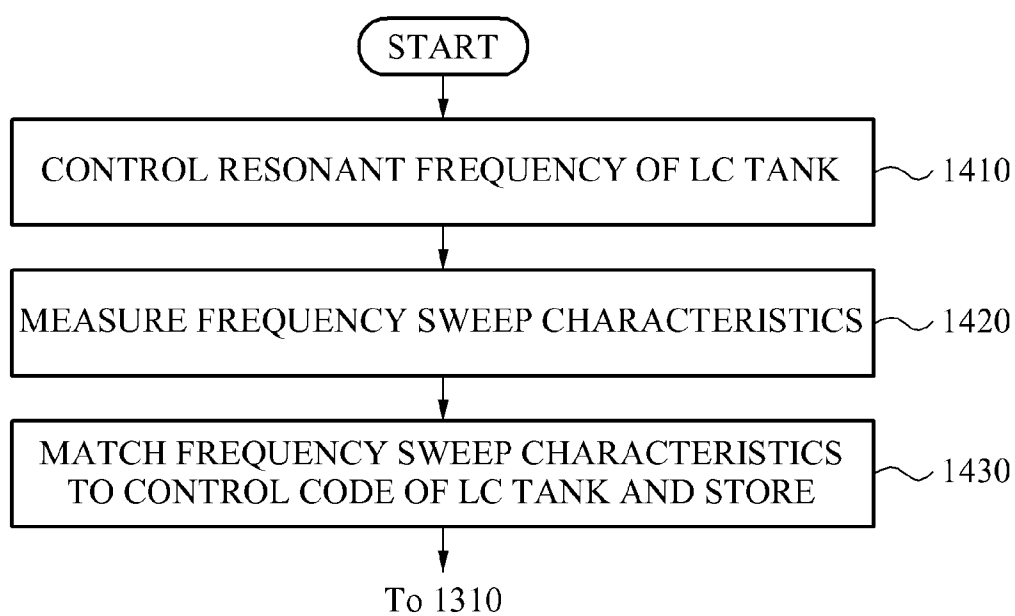 START
CONTROL RESONANT FREQUENCY OF LC TANK
1410
MEASURE FREQUENCY SWEEP CHARACTERISTICS
1420
MATCH FREQUENCY SWEEP CHARACTERISTICS
TO CONTROL CODE OF LC TANK AND STORE
1430
To 1310